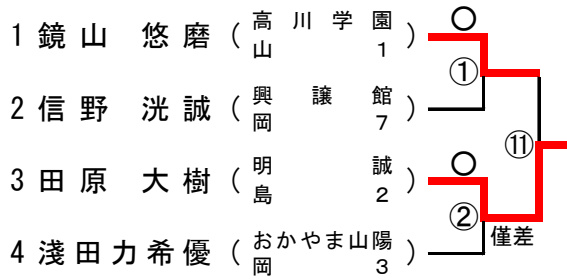 1 鏡山 悠磨 ( 高川学園 山 1 ) ○
①
2 信野 洸誠 ( 興譲館 岡 7 )
⑪
3 田原 大樹 ( 明誠 島 2 ) ○
② 僅差
4 淺田力希優 ( おかやま山陽 岡 3 )